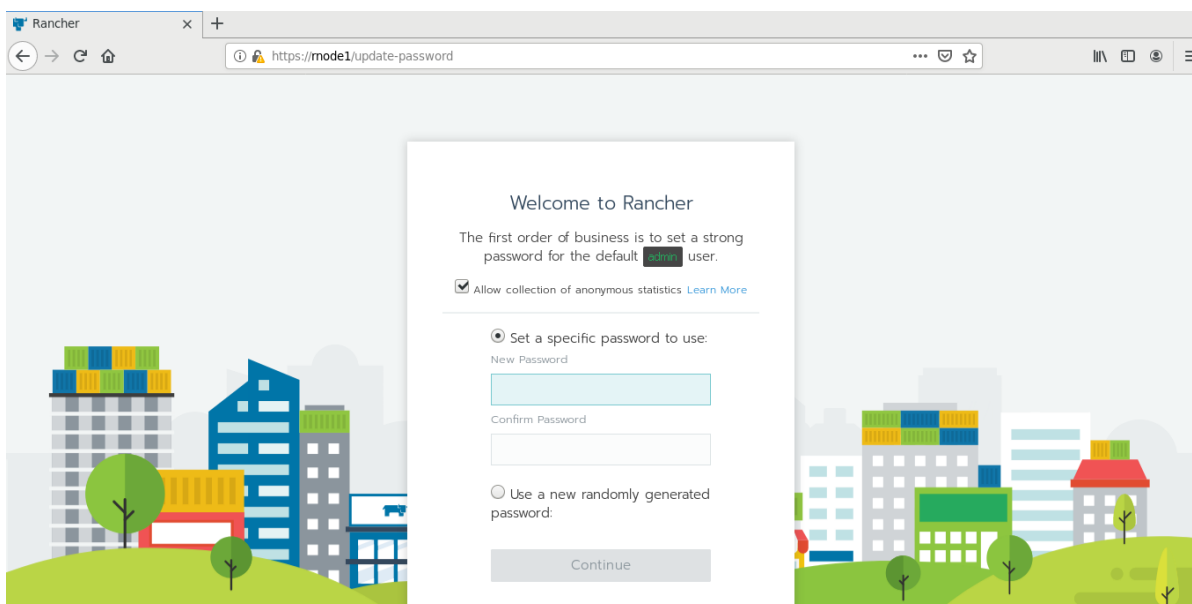 Rancher
https://mode1/update-password
Welcome to Rancher
The first order of business is to set a strong
password for the default admin user.
Allow collection of anonymous statistics Learn More
Set a specific password to use:
New Password
Confirm Password
Use a new randomly generated
password:
Continue